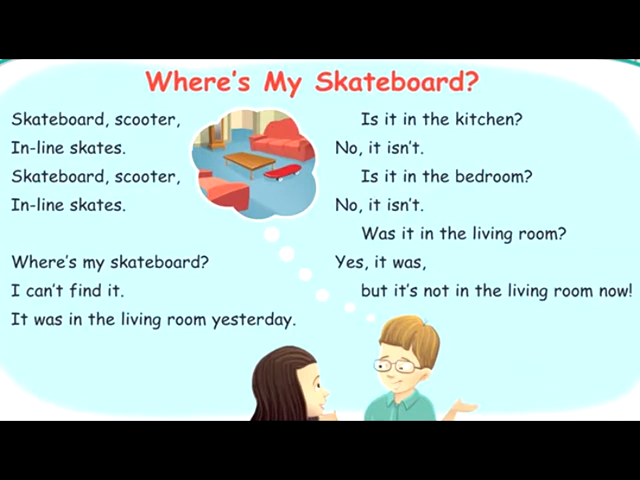 Where's My Skateboard?
Skateboard, scooter,
In-line skates.
Skateboard, scooter,
In-line skates.
Where's my skateboard?
I can't find it.
It was in the living room yesterday.
Is it in the kitchen?
No, it isn't.
Is it in the bedroom?
No, it isn't.
Was it in the living room?
Yes, it was,
but it's not in the living room now!